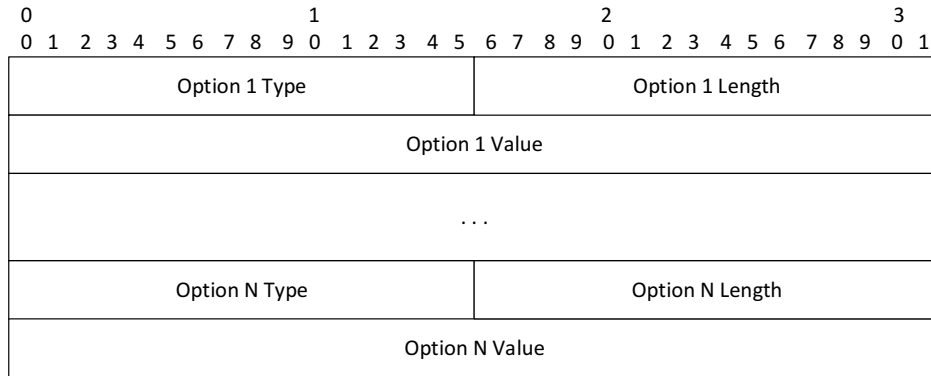 0 1 2 3
0 1 2 3 4 5 6 7 8 9 0 1 2 3 4 5 6 7 8 9 0 1 2 3 4 5 6 7 8 9 0 1
Option 1 Type Option 1 Length
Option 1 Value
. . .
Option N Type Option N Length
Option N Value